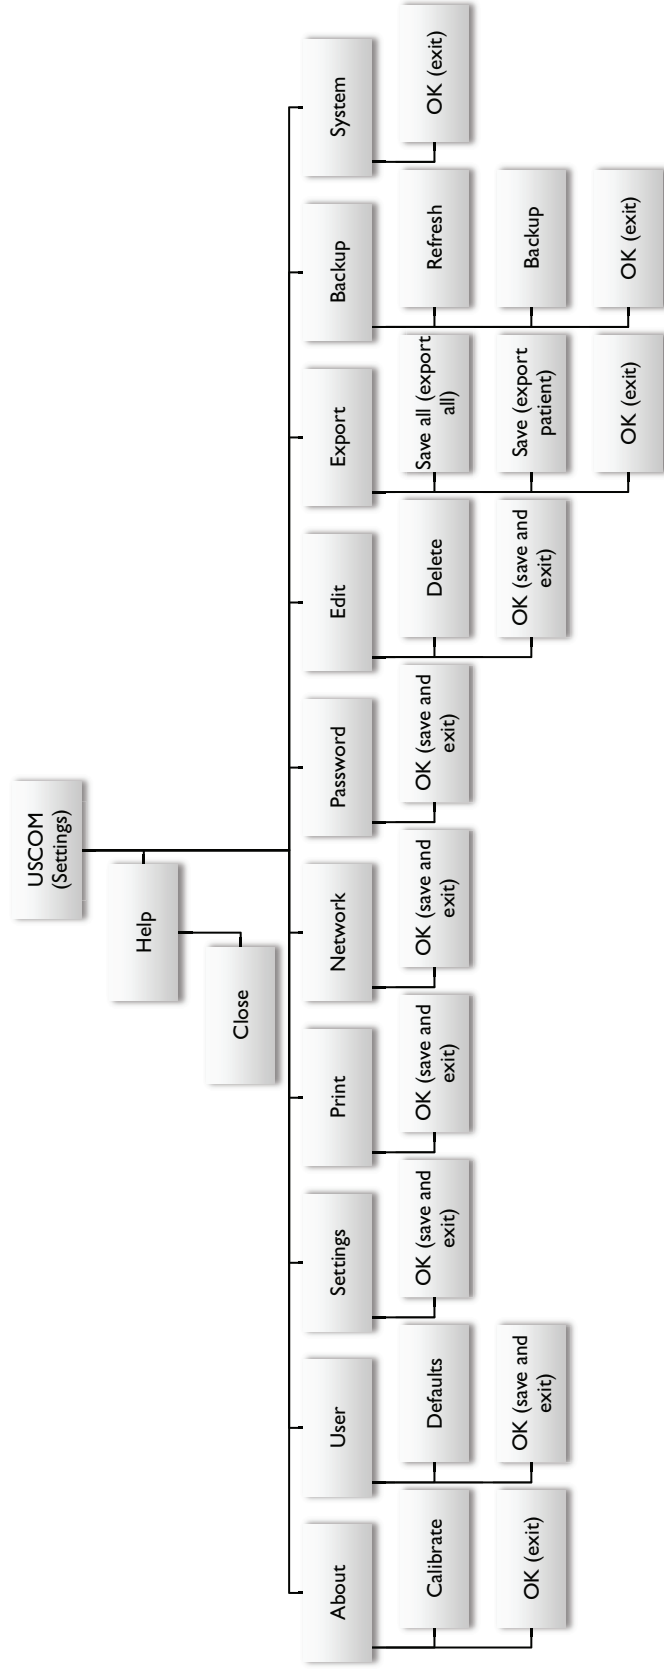 USCOM
(Settings)
Help
Close
About
Calibrate
OK (exit)
User
Defaults
OK (save and
exit)
Settings
OK (save and
exit)
Print
OK (save and
exit)
Network
OK (save and
exit)
Password
OK (save and
exit)
Edit
Delete
OK (save and
exit)
Export
Save all (export
all)
Save (export
patient)
OK (exit)
Backup
Refresh
Backup
OK (exit)
System
OK (exit)